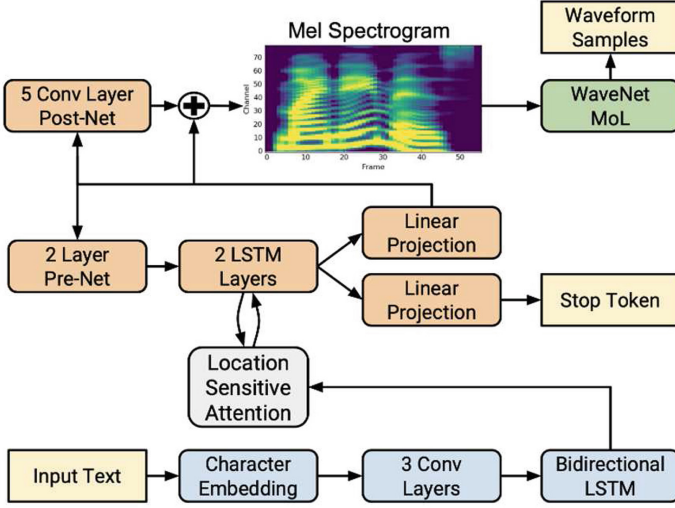 Mel Spectrogram
Waveform
Samples
5 Conv Layer
Post-Net
WaveNet
MoL
Channel
70
60
50
40
30
20
10
0
0 10 20 30 40 50
Frame
2 Layer
Pre-Net
2 LSTM
Layers
Linear
Projection
Linear
Projection
Stop Token
Location
Sensitive
Attention
Input Text
Character
Embedding
3 Conv
Layers
Bidirectional
LSTM